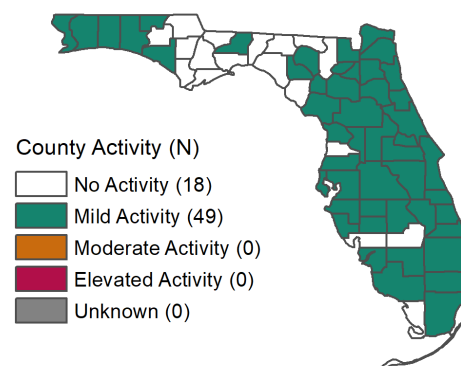 County Activity (N)
No Activity (18)
Mild Activity (49)
Moderate Activity (0)
Elevated Activity (0)
Unknown (0)